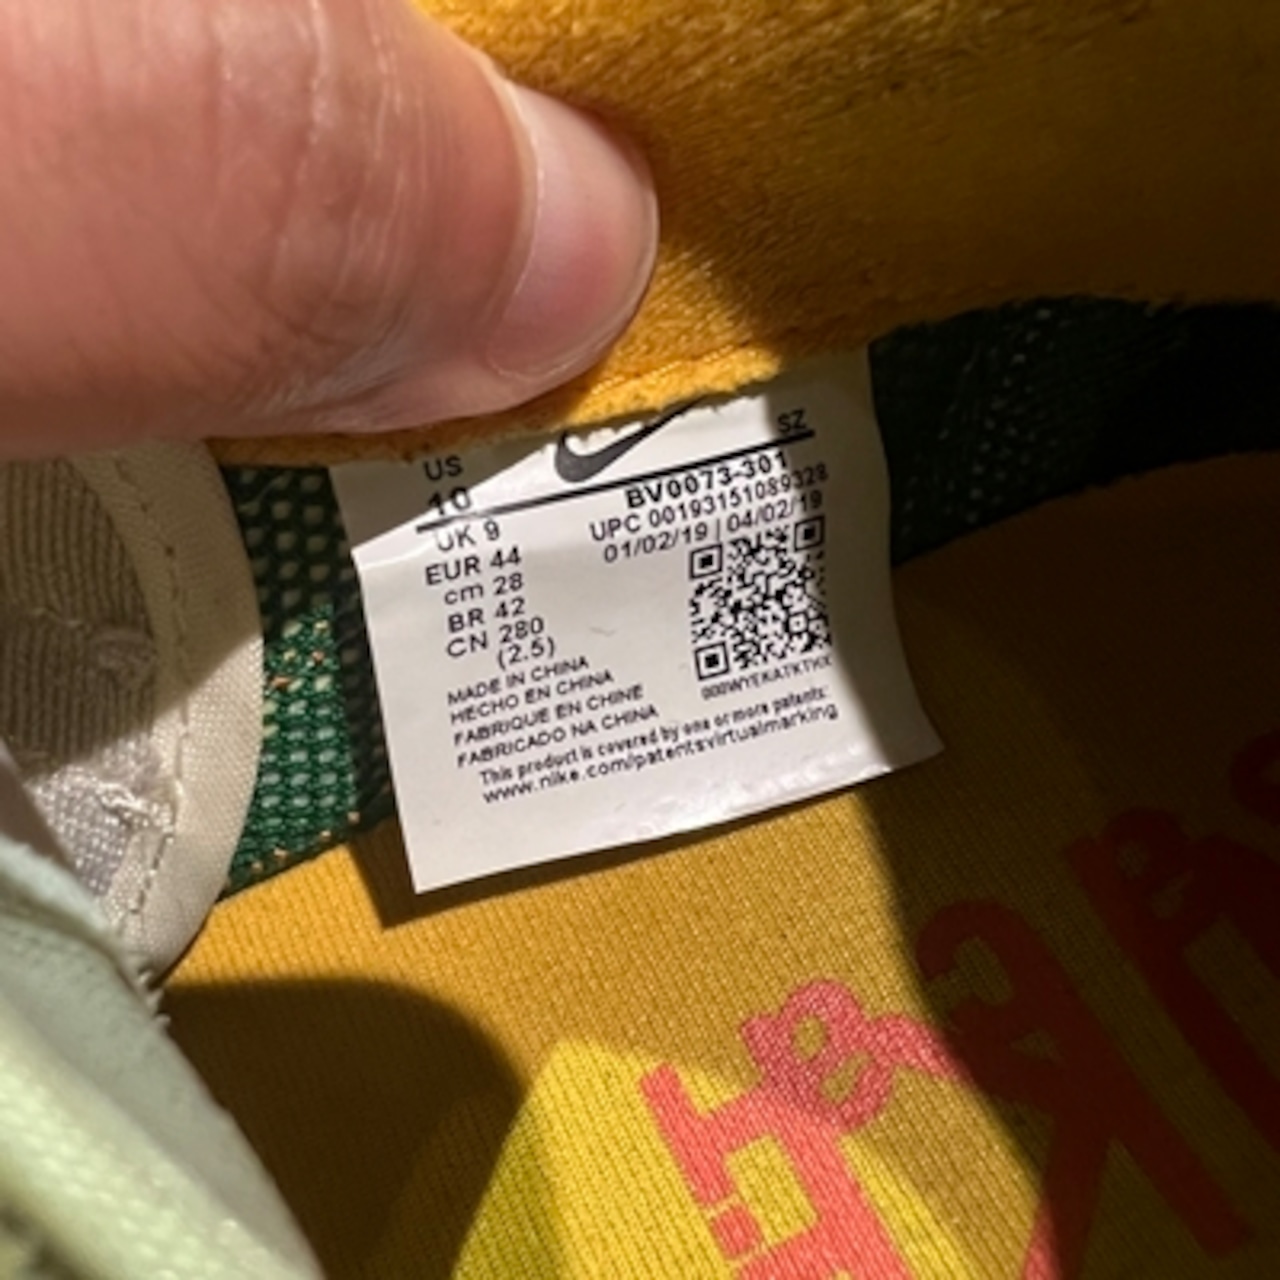 US
10
SZ
BV0073-301
UPC 00193151089328
01/02/19 | 04/02/19
UK 9
EUR 44
cm 28
BR 42
CN 280
(2.5)
000WYEKATKTHX
MADE IN CHINA
HECHO EN CHINA
FABRIQUE EN CHINE
FABRICADO NA CHINA
This product is covered by one or more patents:
www.nike.com/patentsvirtualmarking